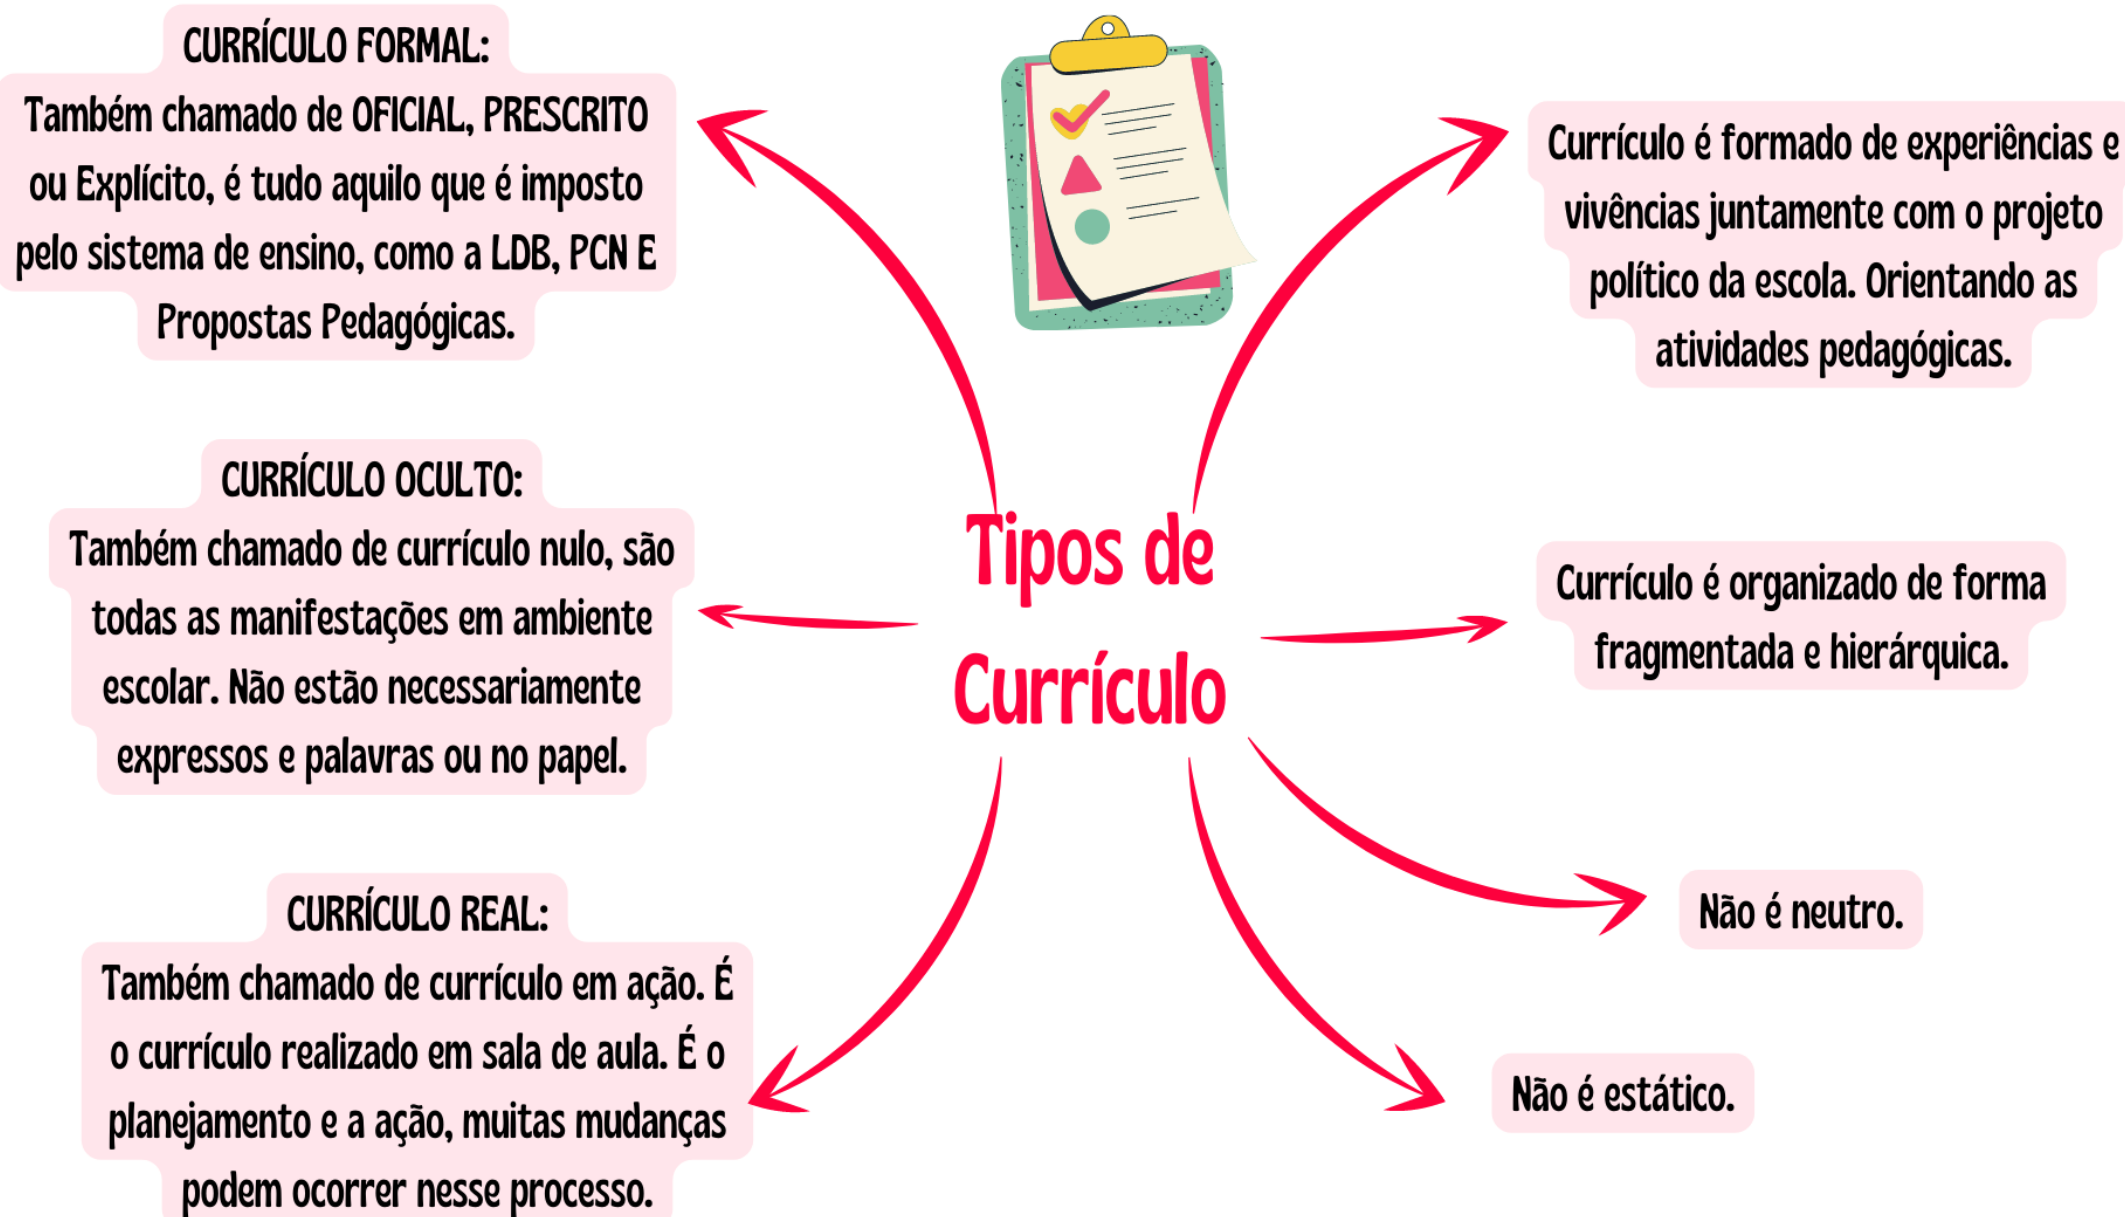 CURRÍCULO FORMAL:
Também chamado de OFICIAL, PRESCRITO
ou Explícito, é tudo aquilo que é imposto
pelo sistema de ensino, como a LDB, PCN E
Propostas Pedagógicas.
CURRÍCULO OCULTO:
Também chamado de currículo nulo, são
todas as manifestações em ambiente
escolar. Não estão necessariamente
expressos e palavras ou no papel.
CURRÍCULO REAL:
Também chamado de currículo em ação. É
o currículo realizado em sala de aula. É o
planejamento e a ação, muitas mudanças
podem ocorrer nesse processo.
Tipos de
Currículo
Currículo é formado de experiências e
vivências juntamente com o projeto
político da escola. Orientando as
atividades pedagógicas.
Currículo é organizado de forma
fragmentada e hierárquica.
Não é neutro.
Não é estático.